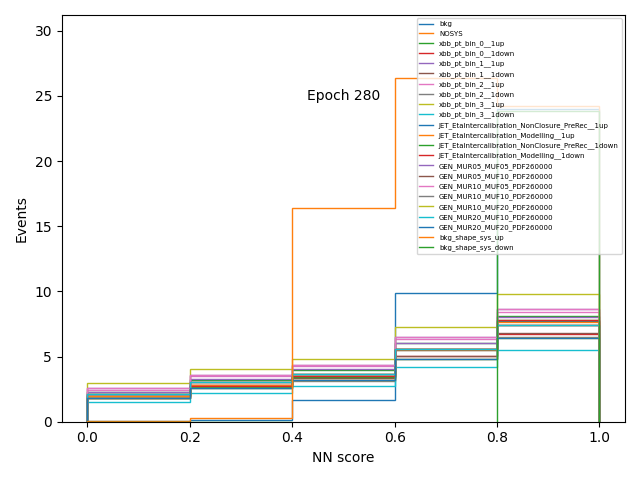 30
25
20
15
10
5
0
Events
0.0 0.2 0.4 0.6 0.8 1.0
NN score
Epoch 280
bkg
NOSYS
xbb_pt_bin_0__1up
xbb_pt_bin_0__1down
xbb_pt_bin_1__1up
xbb_pt_bin_1__1down
xbb_pt_bin_2__1up
xbb_pt_bin_2__1down
xbb_pt_bin_3__1up
xbb_pt_bin_3__1down
JET_EtaIntercalibration_NonClosure_PreRec__1up
JET_EtaIntercalibration_Modelling__1up
JET_EtaIntercalibration_NonClosure_PreRec__1down
JET_EtaIntercalibration_Modelling__1down
GEN_MUR05_MUF05_PDF260000
GEN_MUR05_MUF10_PDF260000
GEN_MUR10_MUF05_PDF260000
GEN_MUR10_MUF10_PDF260000
GEN_MUR10_MUF20_PDF260000
GEN_MUR20_MUF10_PDF260000
GEN_MUR20_MUF20_PDF260000
bkg_shape_sys_up
bkg_shape_sys_down